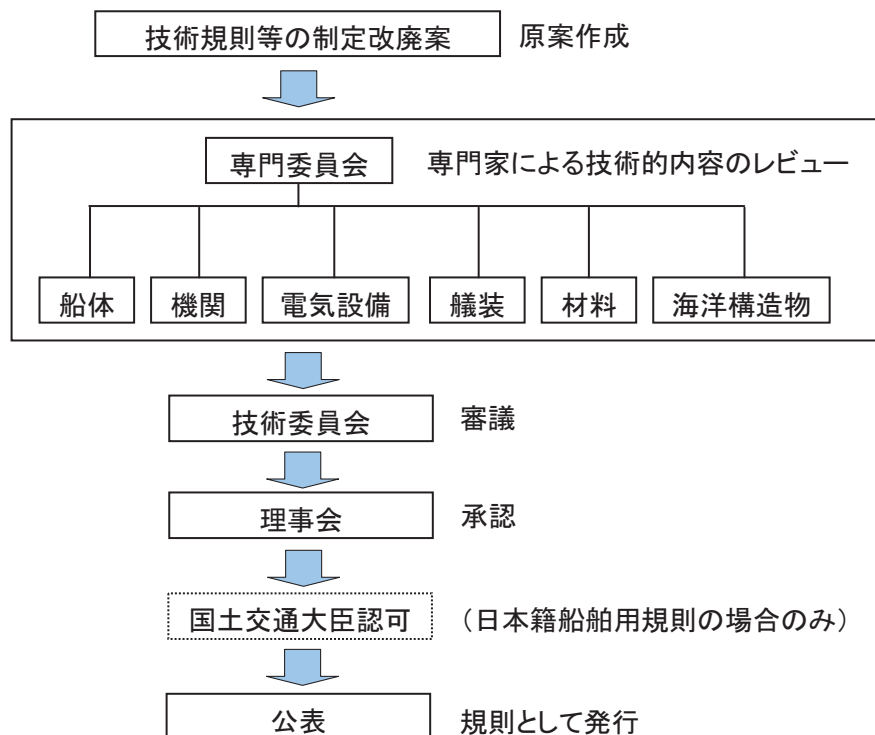 技術規則等の制定改廃案 原案作成
専門委員会 専門家による技術的内容のレビュー
船体 機関 電気設備 艤装 材料 海洋構造物
技術委員会 審議
理事会 承認
国土交通大臣認可 （日本籍船舶用規則の場合のみ）
公表 規則として発行